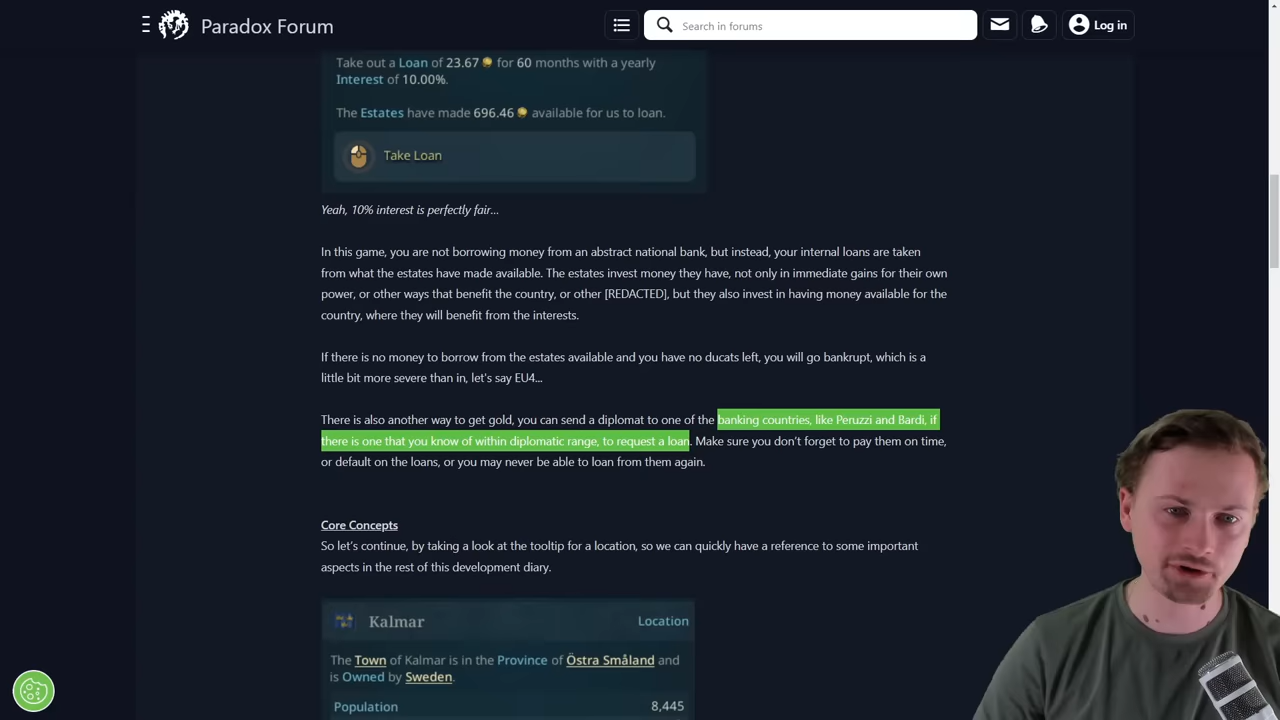 Paradox Forum
Search in forums
Log in
Take out a Loan of 23.67 for 60 months with a yearly
Interest of 10.00%.
The Estates have made 696.46 available for us to loan.
Take Loan
Yeah, 10% interest is perfectly fair...
In this game, you are not borrowing money from an abstract national bank, but instead, your internal loans are taken
from what the estates have made available. The estates invest money they have, not only in immediate gains for their own
power, or other ways that benefit the country, or other [REDACTED], but they also invest in having money available for the
country, where they will benefit from the interests.
If there is no money to borrow from the estates available and you have no ducats left, you will go bankrupt, which is a
little bit more severe than in, let's say EU4...
There is also another way to get gold, you can send a diplomat to one of the banking countries, like Peruzzi and Bardi, if
there is one that you know of within diplomatic range, to request a loan. Make sure you don't forget to pay them on time,
or default on the loans, or you may never be able to loan from them again.
Core Concepts
So let's continue, by taking a look at the tooltip for a location, so we can quickly have a reference to some important
aspects in the rest of this development diary.
Kalmar Location
The Town of Kalmar is in the Province of Östra Småland and
is Owned by Sweden.
Population 8,445